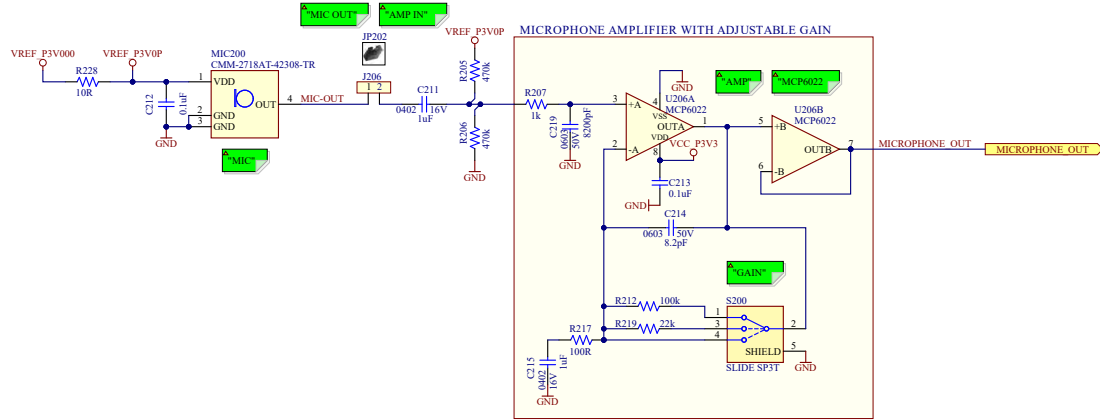 "MIC OUT"
"AMP IN"
VREF_P3V000
VREF_P3V0P
MIC200
CMM-2718AT-42308-TR
JP202
VREF_P3V0P
MICROPHONE AMPLIFIER WITH ADJUSTABLE GAIN
R228
10R
C212
0.1uF
1
VDD
2
GND
3
GND
OUT
4
MIC-OUT
GND
"MIC"
J206
1 2
C211
0402
16V
1uF
R205
470k
R206
470k
GND
R207
1k
C219
0603
50V
8200pF
GND
3
+A
2
-A
4
VSS
GND
U206A
MCP6022
OUTA
1
VDD
8
VCC_P3V3
C213
0.1uF
GND
"AMP"
"MCP6022"
U206B
MCP6022
5
+B
6
-B
OUTB
7
MICROPHONE_OUT
MICROPHONE_OUT
C214
0603
50V
8.2pF
"GAIN"
R212
100k
R219
22k
R217
100R
C215
0402
16V
1uF
GND
S200
1
3
4
2
5
SHIELD
SLIDE SP3T
GND